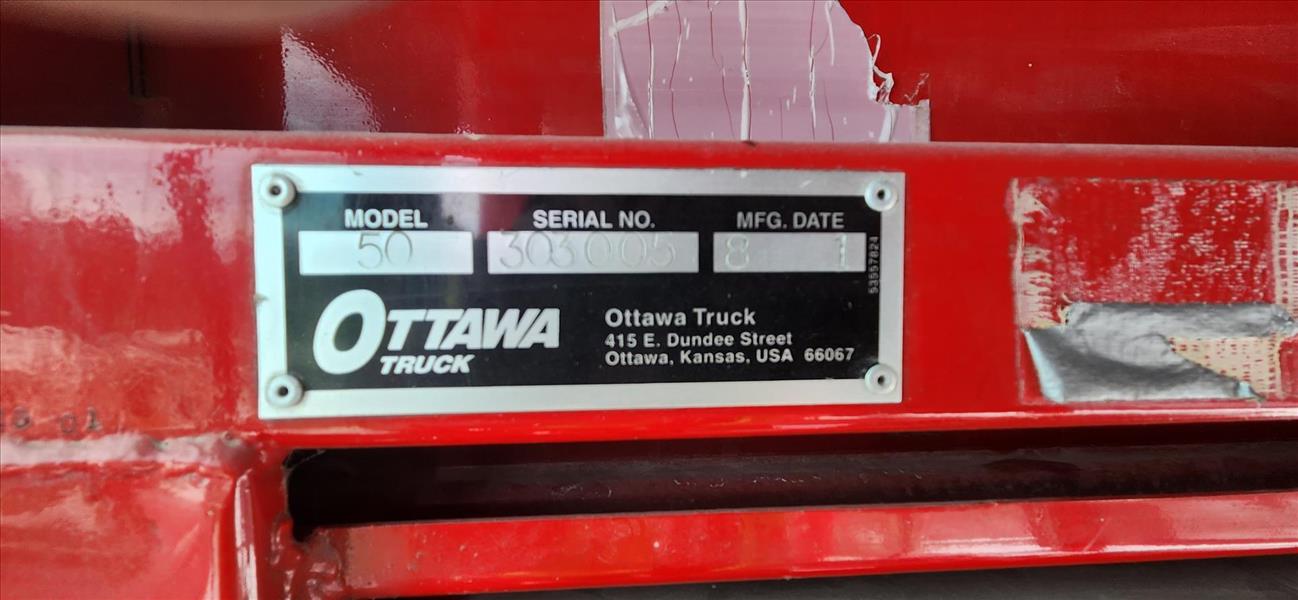 MODEL SERIAL NO. MFG. DATE
50 303005 8 1
53557824
OTTAWA
TRUCK
Ottawa Truck
415 E. Dundee Street
Ottawa, Kansas, USA 66067